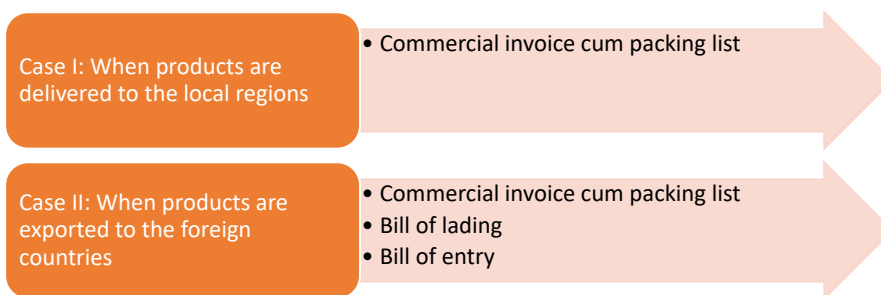 Case I: When products are
delivered to the local regions
• Commercial invoice cum packing list
Case II: When products are
exported to the foreign
countries
• Commercial invoice cum packing list
• Bill of lading
• Bill of entry